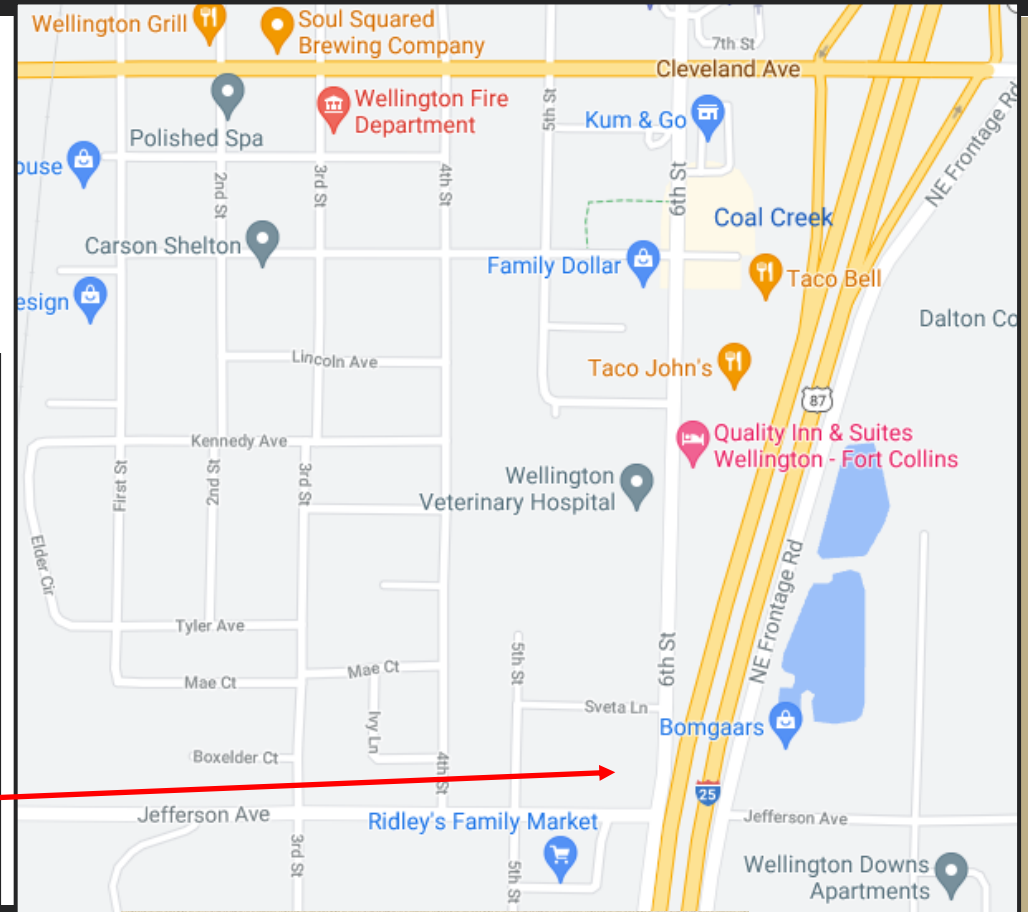 Wellington Grill
Soul Squared
Brewing Company
7th St
Cleveland Ave
Wellington Fire
Department
Polished Spa
5th St
Kum & Go
NE Frontage Rd
ouse
2nd St
3rd St
4th St
6th St
Coal Creek
Carson Shelton
Family Dollar
Taco Bell
esign
Dalton Co
Lincoln Ave
Taco John's
87
Kennedy Ave
Quality Inn & Suites
Wellington - Fort Collins
First St
2nd St
3rd St
Wellington
Veterinary Hospital
Elder Cir
NE Frontage Rd
Tyler Ave
5th St
6th St
Mae Ct
Mae Ct
Sveta Ln
Ivy Ln
Bomgaars
Boxelder Ct
4th St
25
Jefferson Ave
Ridley's Family Market
Jefferson Ave
3rd St
5th St
Wellington Downs
Apartments